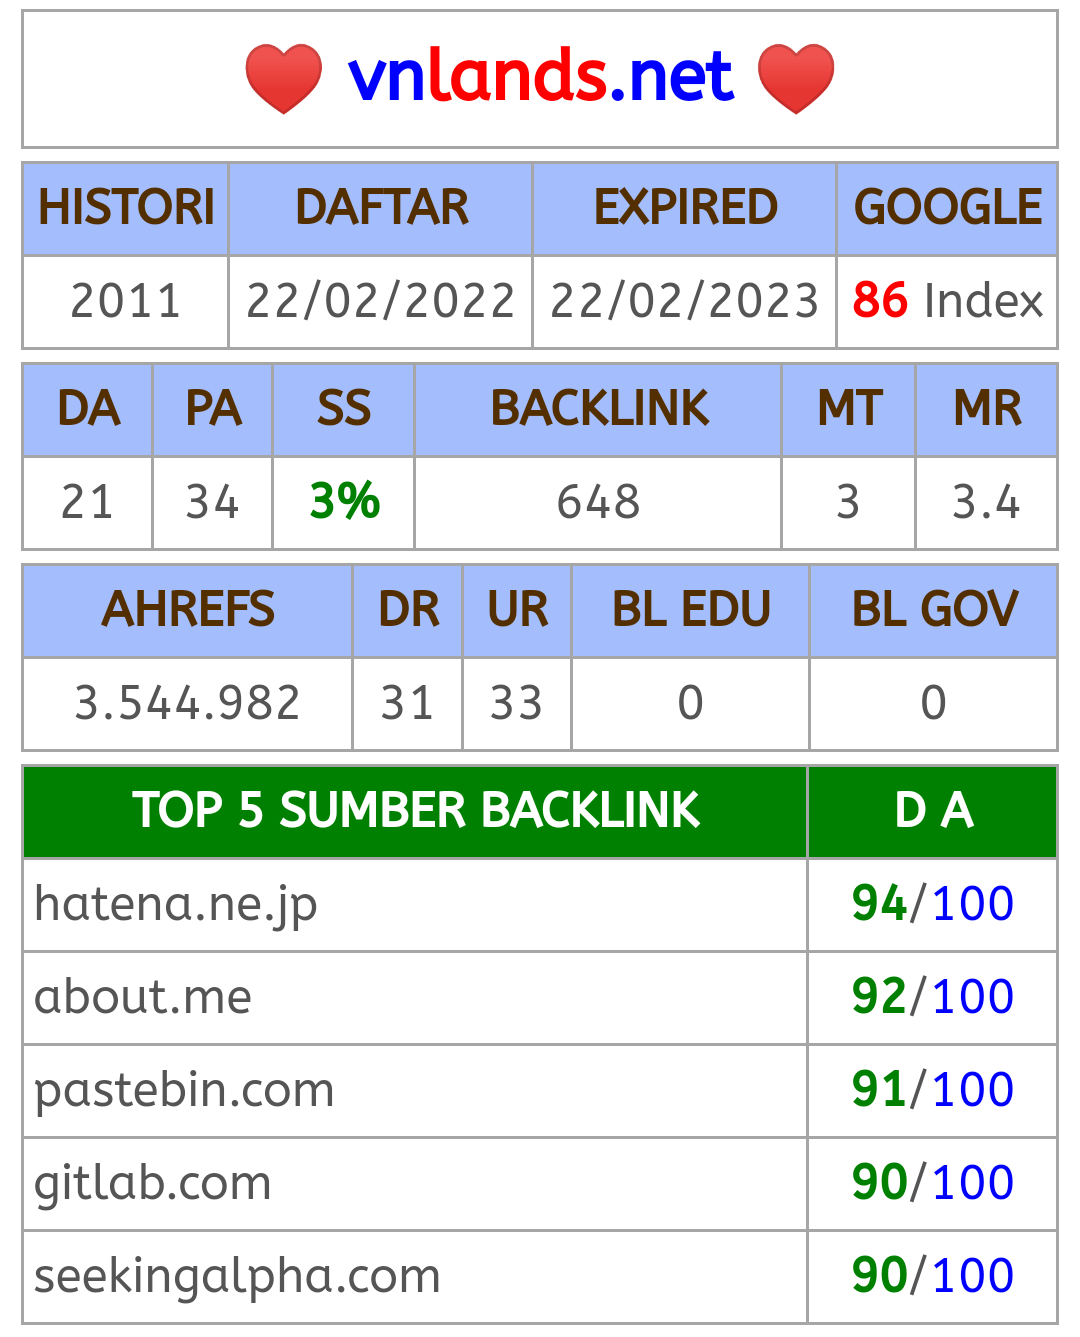 vnlands.net
HISTORI DAFTAR EXPIRED GOOGLE
2011 22/02/2022 22/02/2023 86 Index
DA PA SS BACKLINK MT MR
21 34 3% 648 3 3.4
AHREFS DR UR BL EDU BL GOV
3.544.982 31 33 0 0
TOP 5 SUMBER BACKLINK D A
hatena.ne.jp 94/100
about.me 92/100
pastebin.com 91/100
gitlab.com 90/100
seekingalpha.com 90/100